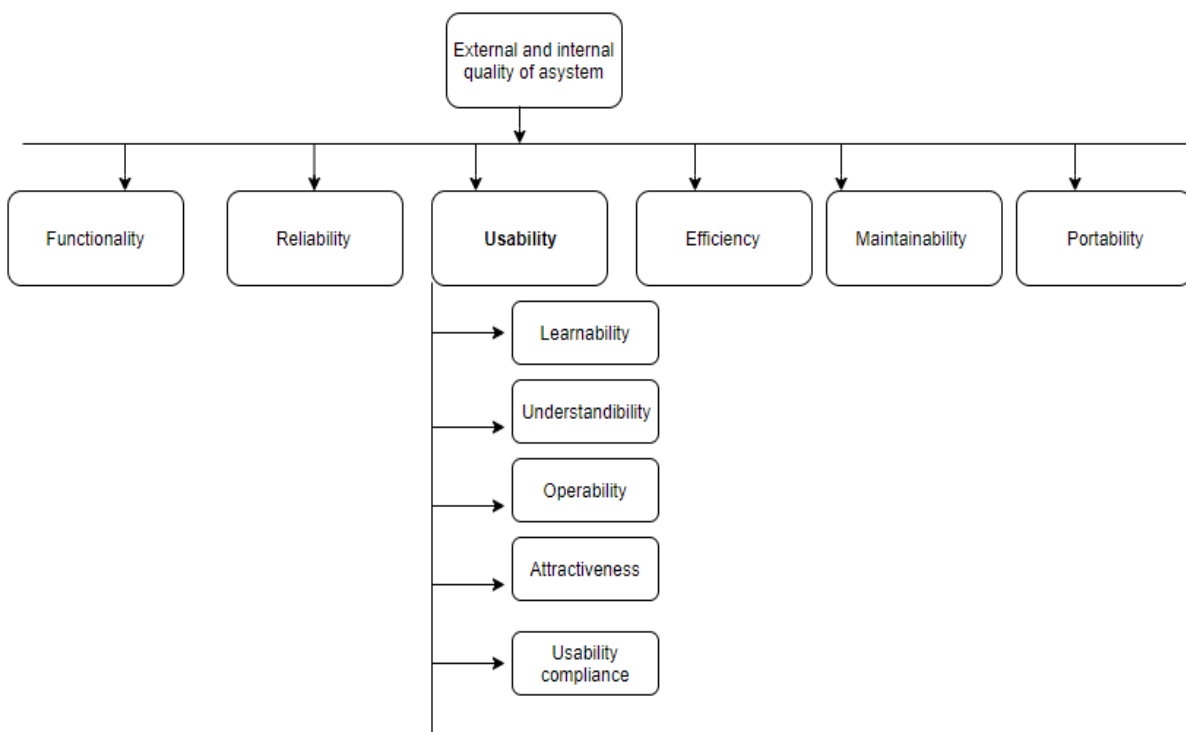 External and internal
quality of asystem
Functionality
Reliability
Usability
Efficiency
Maintainability
Portability
Learnability
Understandibility
Operability
Attractiveness
Usability
compliance